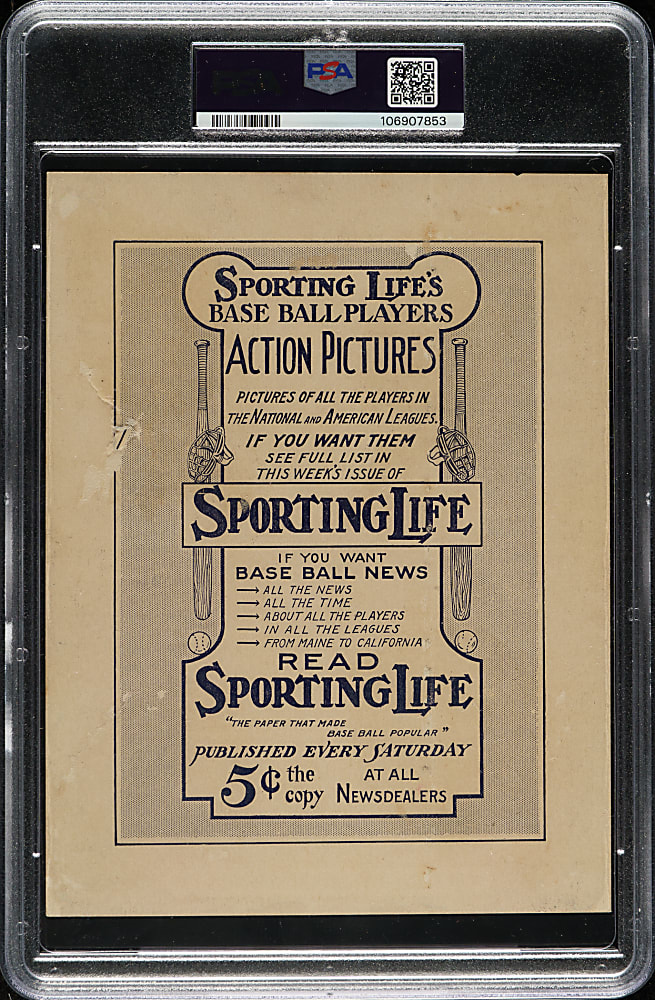 PSA
106907853
SPORTING LIFE'S
BASE BALL PLAYERS
ACTION PICTURES
PICTURES OF ALL THE PLAYERS IN
THE NATIONAL AND AMERICAN LEAGUES.
IF YOU WANT THEM
SEE FULL LIST IN
THIS WEEK'S ISSUE OF
SPORTING LIFE
IF YOU WANT
BASE BALL NEWS
→ ALL THE NEWS
→ ALL THE TIME
→ ABOUT ALL THE PLAYERS
→ IN ALL THE LEAGUES
→ FROM MAINE TO CALIFORNIA
READ
SPORTING LIFE
"THE PAPER THAT MADE
BASE BALL POPULAR"
PUBLISHED EVERY SATURDAY
5¢ the copy AT ALL NEWSDEALERS